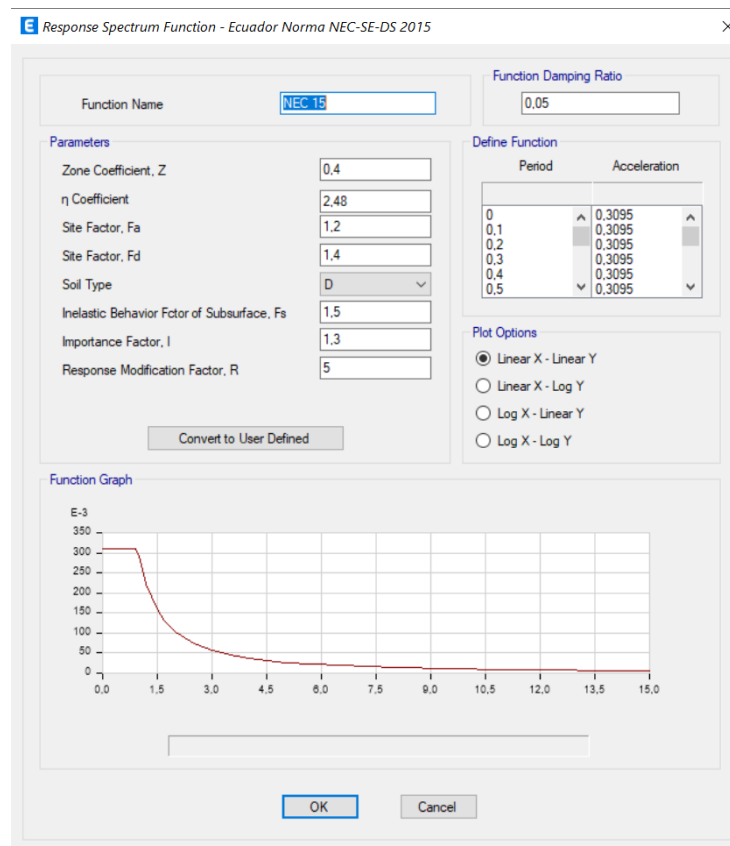 E Response Spectrum Function - Ecuador Norma NEC-SE-DS 2015
Function Name NEC 15
Function Damping Ratio
0,05
Parameters
Zone Coefficient, Z 0,4
η Coefficient 2,48
Site Factor, Fa 1,2
Site Factor, Fd 1,4
Soil Type D
Inelastic Behavior Fctor of Subsurface, Fs 1,5
Importance Factor, I 1,3
Response Modification Factor, R 5
Convert to User Defined
Define Function
Period Acceleration
0 0,3095
0,1 0,3095
0,2 0,3095
0,3 0,3095
0,4 0,3095
0,5 0,3095
Plot Options
Linear X - Linear Y
Linear X - Log Y
Log X - Linear Y
Log X - Log Y
Function Graph
E-3
350
300
250
200
150
100
50
0
0,0 1,5 3,0 4,5 6,0 7,5 9,0 10,5 12,0 13,5 15,0
OK Cancel